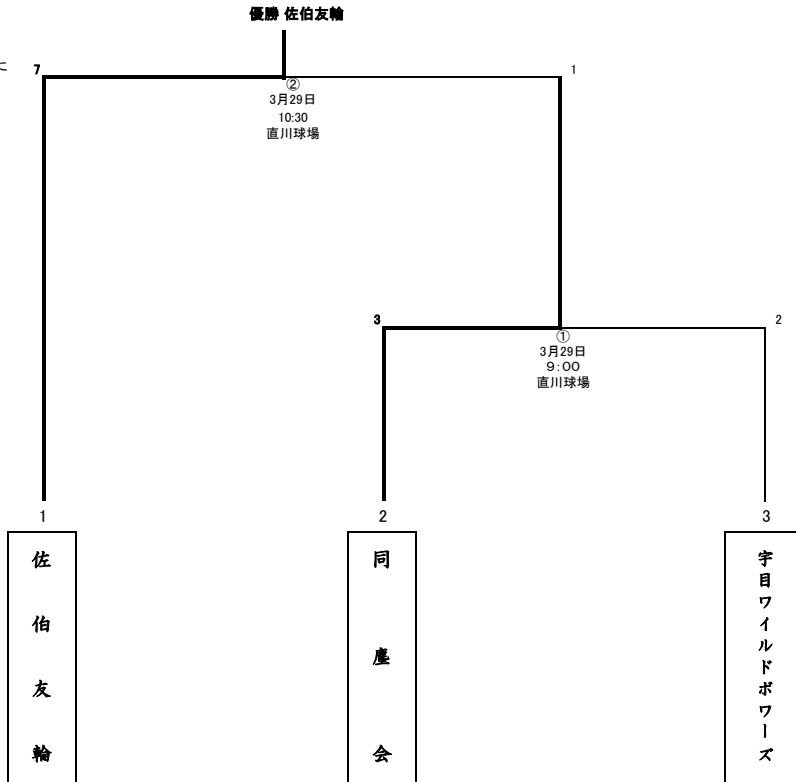 優勝 佐伯友輪
に
7
1
②
3月29日
10:30
直川球場
3
2
①
3月29日
9:00
直川球場
1
2
3
佐伯友輪
同塵会
宇目ワイルドボワーズ